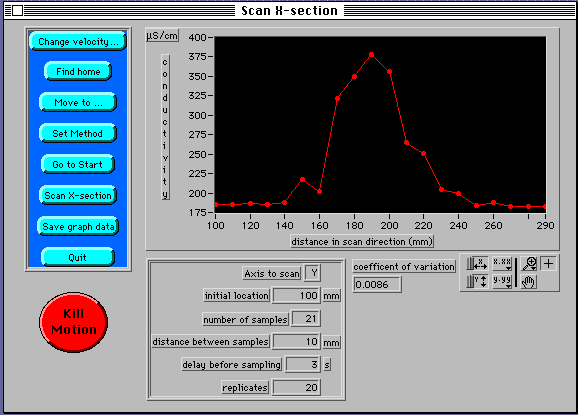 Scan X-section
Change velocity...
Find home
Move to ...
Set Method
Go to Start
Scan X-section
Save graph data
Quit
Kill
Motion
µS/cm
conductivity
400
375
350
325
300
275
250
225
200
175
100 120 140 160 180 200 220 240 260 290
distance in scan direction (mm)
Axis to scan Y
initial location 100 mm
number of samples 21
distance between samples 10 mm
delay before sampling 3 s
replicates 20
coefficent of variation
0.0086
X x.xx
Y y.yy